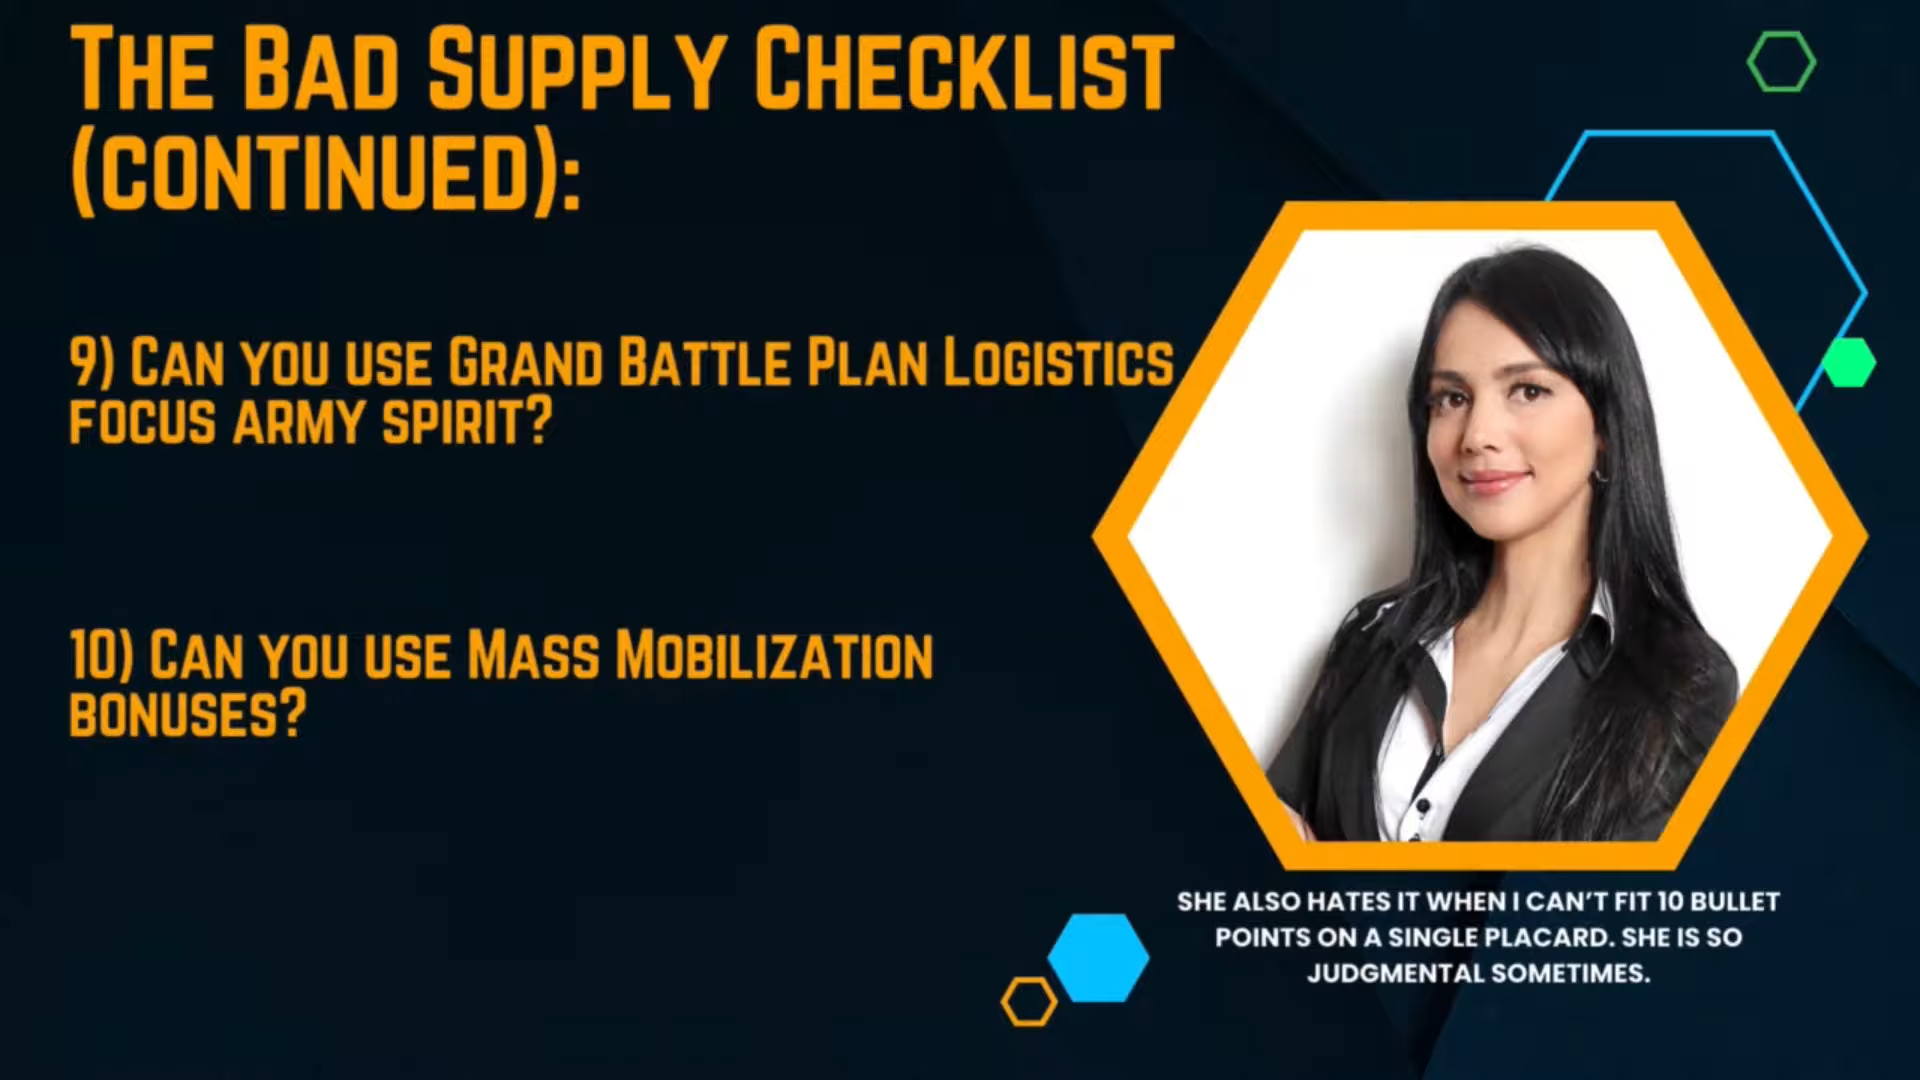 The Bad Supply Checklist
(continued):
9) Can you use Grand Battle Plan Logistics
focus army spirit?
10) Can you use Mass Mobilization
bonuses?
SHE ALSO HATES IT WHEN I CAN'T FIT 10 BULLET
POINTS ON A SINGLE PLACARD. SHE IS SO
JUDGMENTAL SOMETIMES.